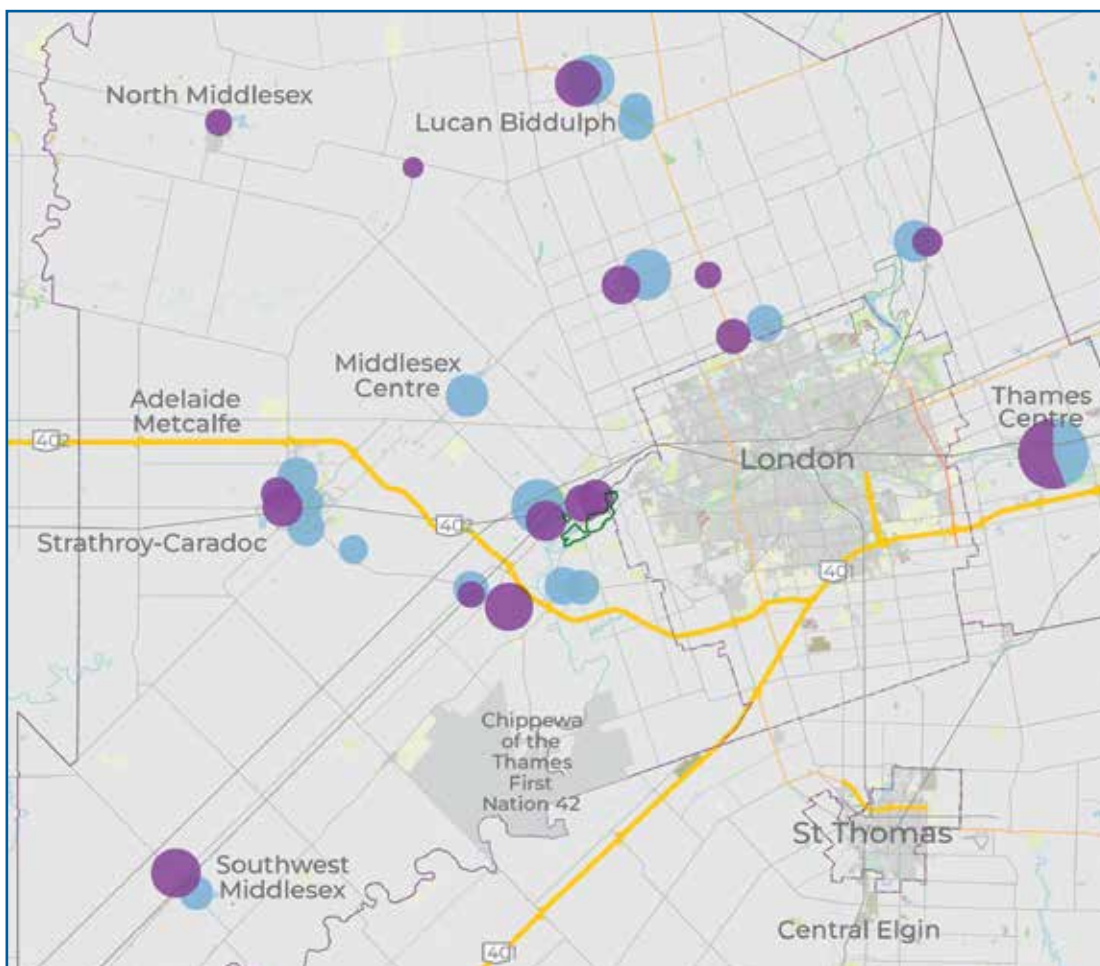 North Middlesex
Lucan Biddulph
Middlesex
Centre
Adelaide
Metcalfe
Thames
Centre
402
London
Strathroy-Caradoc
402
401
Chippewa
of the
Thames
First
Nation 42
St Thomas
Southwest
Middlesex
Central Elgin
401